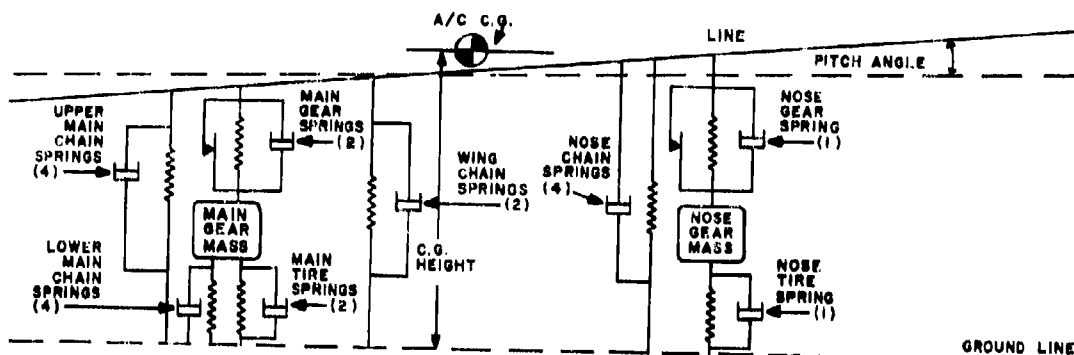 A/C C.G.
LINE
PITCH ANGLE
UPPER
MAIN
CHAIN
SPRINGS
(4)
MAIN
GEAR
SPRINGS
(2)
WING
CHAIN
SPRINGS
(2)
NOSE
CHAIN
SPRINGS
(4)
NOSE
GEAR
SPRING
(1)
MAIN
GEAR
MASS
NOSE
GEAR
MASS
LOWER
MAIN
CHAIN
SPRINGS
(4)
MAIN
TIRE
SPRINGS
(2)
C.G.
HEIGHT
NOSE
TIRE
SPRING
(1)
GROUND LINE